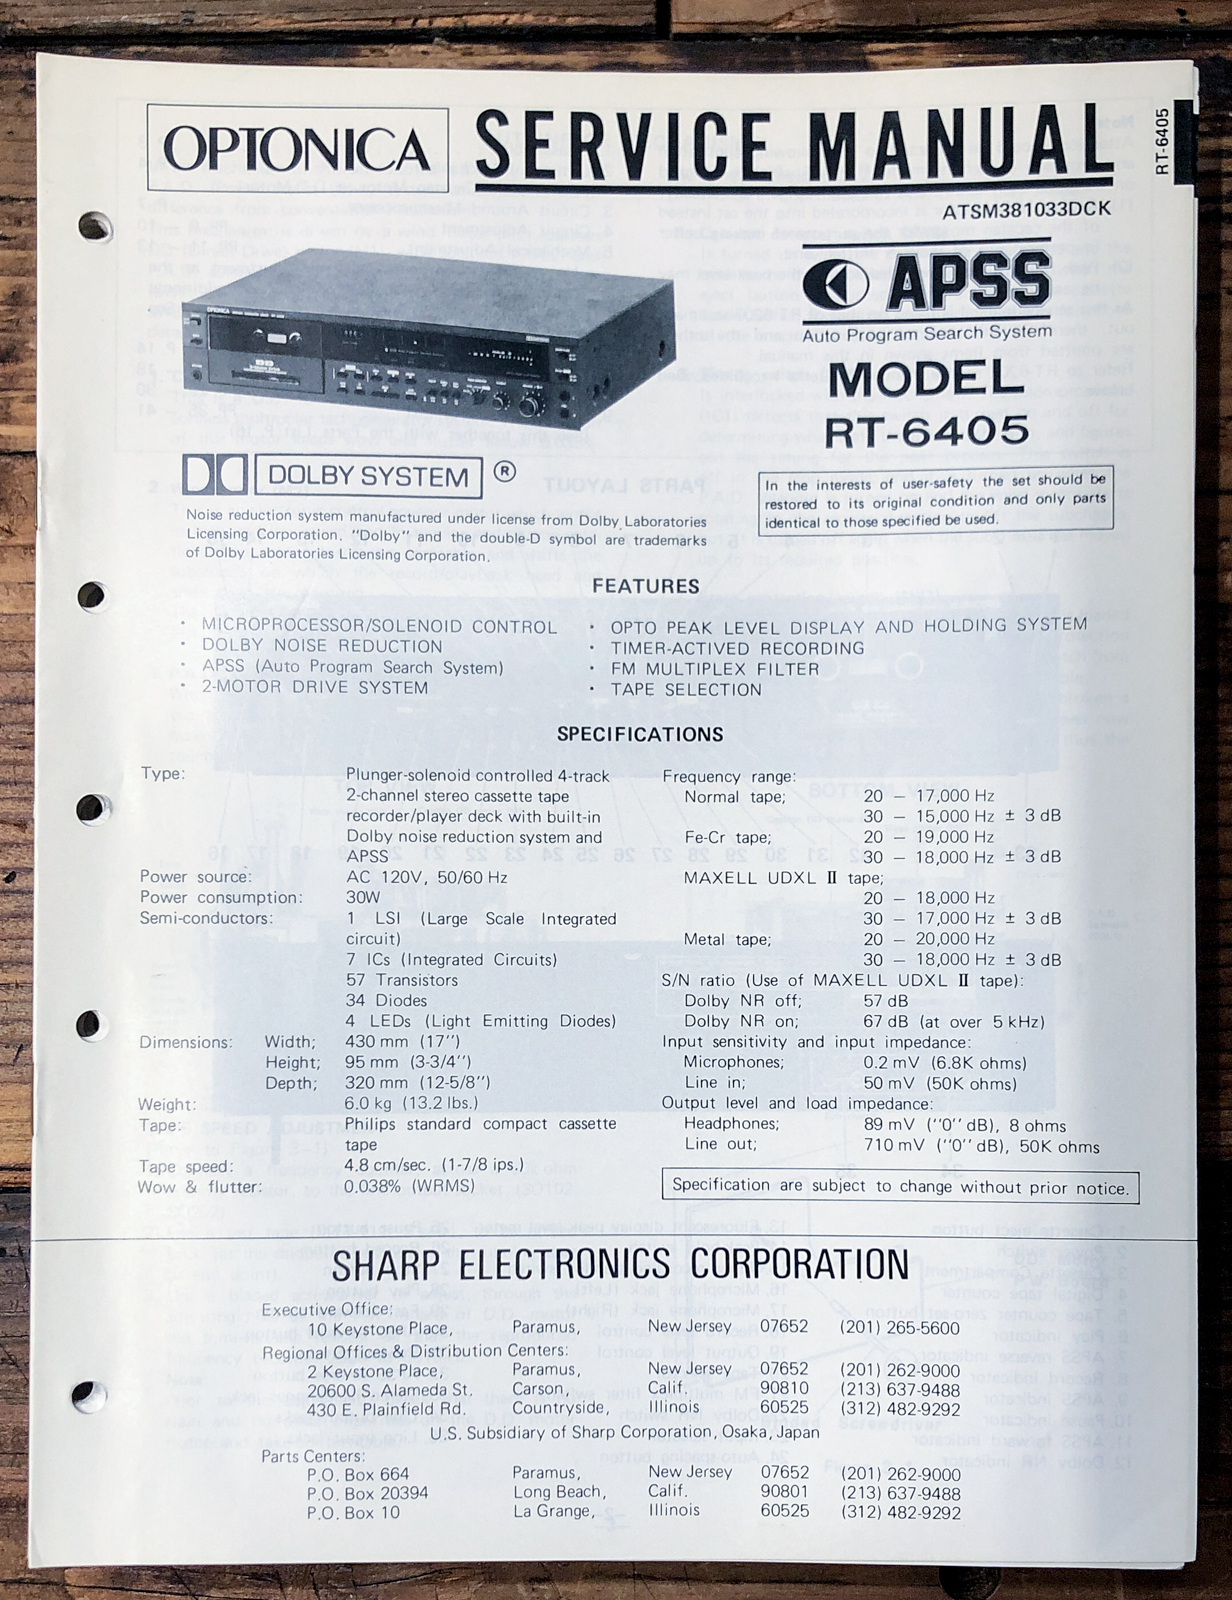 OPTONICA SERVICE MANUAL
RT-6405
ATSM381033DCK
APSS
Auto Program Search System
MODEL
RT-6405
DOLBY SYSTEM ®
Noise reduction system manufactured under license from Dolby Laboratories
Licensing Corporation. "Dolby" and the double-D symbol are trademarks
of Dolby Laboratories Licensing Corporation.
In the interests of user-safety the set should be
restored to its original condition and only parts
identical to those specified be used.
FEATURES
• MICROPROCESSOR/SOLENOID CONTROL
• DOLBY NOISE REDUCTION
• APSS (Auto Program Search System)
• 2-MOTOR DRIVE SYSTEM
• OPTO PEAK LEVEL DISPLAY AND HOLDING SYSTEM
• TIMER-ACTIVED RECORDING
• FM MULTIPLEX FILTER
• TAPE SELECTION
SPECIFICATIONS
Type: Plunger-solenoid controlled 4-track
2-channel stereo cassette tape
recorder/player deck with built-in
Dolby noise reduction system and
APSS
Power source: AC 120V, 50/60 Hz
Power consumption: 30W
Semi-conductors: 1 LSI (Large Scale Integrated
circuit)
7 ICs (Integrated Circuits)
57 Transistors
34 Diodes
4 LEDs (Light Emitting Diodes)
Dimensions: Width; 430 mm (17")
Height; 95 mm (3-3/4")
Depth; 320 mm (12-5/8")
Weight: 6.0 kg (13.2 lbs.)
Tape: Philips standard compact cassette
tape
Tape speed: 4.8 cm/sec. (1-7/8 ips.)
Wow & flutter: 0.038% (WRMS)
Frequency range:
Normal tape; 20 — 17,000 Hz
30 — 15,000 Hz ± 3 dB
Fe-Cr tape; 20 — 19,000 Hz
30 — 18,000 Hz ± 3 dB
MAXELL UDXL II tape;
20 — 18,000 Hz
30 — 17,000 Hz ± 3 dB
Metal tape; 20 — 20,000 Hz
30 — 18,000 Hz ± 3 dB
S/N ratio (Use of MAXELL UDXL II tape):
Dolby NR off; 57 dB
Dolby NR on; 67 dB (at over 5 kHz)
Input sensitivity and input impedance:
Microphones; 0.2 mV (6.8K ohms)
Line in; 50 mV (50K ohms)
Output level and load impedance:
Headphones; 89 mV ("0" dB), 8 ohms
Line out; 710 mV ("0" dB), 50K ohms
Specification are subject to change without prior notice.
SHARP ELECTRONICS CORPORATION
Executive Office:
10 Keystone Place, Paramus, New Jersey 07652 (201) 265-5600
Regional Offices & Distribution Centers:
2 Keystone Place, Paramus, New Jersey 07652 (201) 262-9000
20600 S. Alameda St. Carson, Calif. 90810 (213) 637-9488
430 E. Plainfield Rd. Countryside, Illinois 60525 (312) 482-9292
U.S. Subsidiary of Sharp Corporation, Osaka, Japan
Parts Centers:
P.O. Box 664 Paramus, New Jersey 07652 (201) 262-9000
P.O. Box 20394 Long Beach, Calif. 90801 (213) 637-9488
P.O. Box 10 La Grange, Illinois 60525 (312) 482-9292